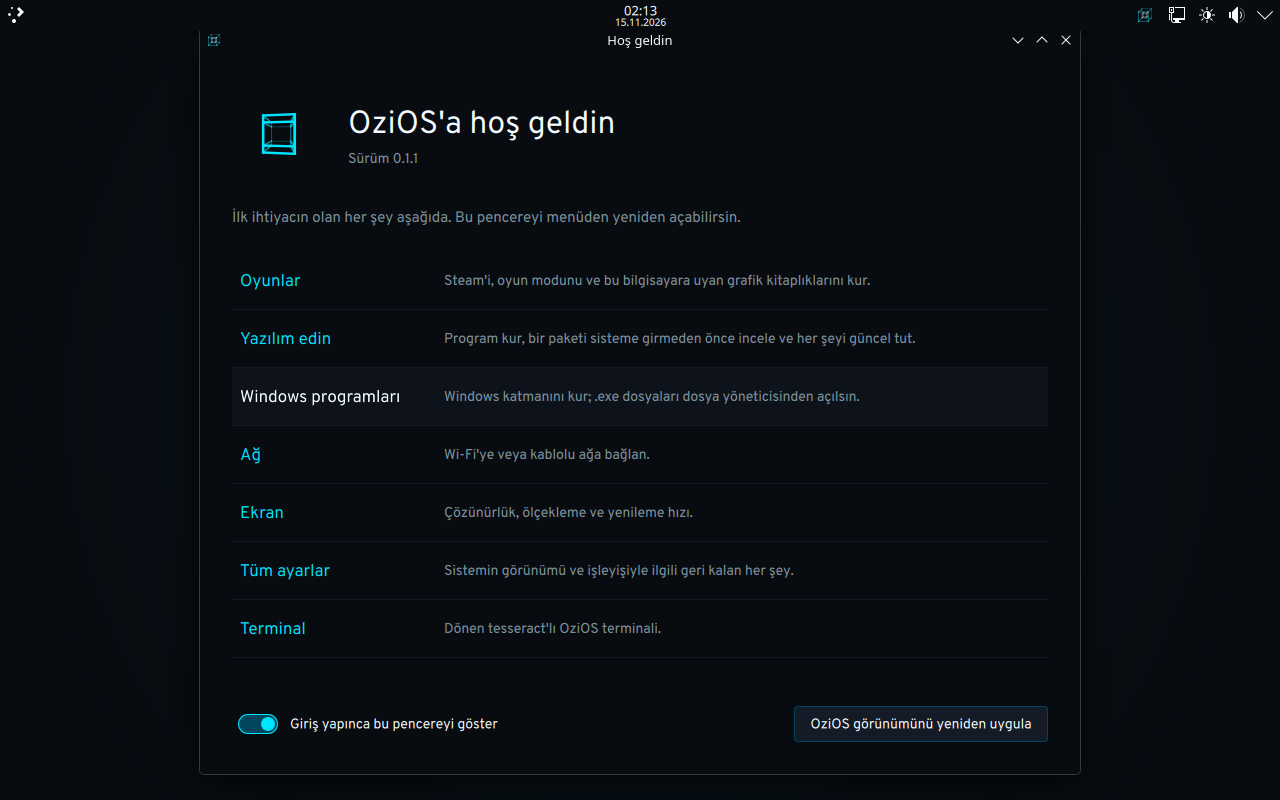 02:13
15.11.2026
Hoş geldin
OziOS'a hoş geldin
Sürüm 0.1.1
İlk ihtiyacın olan her şey aşağıda. Bu pencereyi menüden yeniden açabilirsin.
Oyunlar
Steam'i, oyun modunu ve bu bilgisayara uyan grafik kitaplıklarını kur.
Yazılım edin
Program kur, bir paketi sisteme girmeden önce incele ve her şeyi güncel tut.
Windows programları
Windows katmanını kur; .exe dosyaları dosya yöneticisinden açılsın.
Ağ
Wi-Fi'ye veya kablolu ağa bağlan.
Ekran
Çözünürlük, ölçekleme ve yenileme hızı.
Tüm ayarlar
Sistemin görünümü ve işleyişiyle ilgili geri kalan her şey.
Terminal
Dönen tesseract'lı OziOS terminali.
Giriş yapınca bu pencereyi göster
OziOS görünümünü yeniden uygula